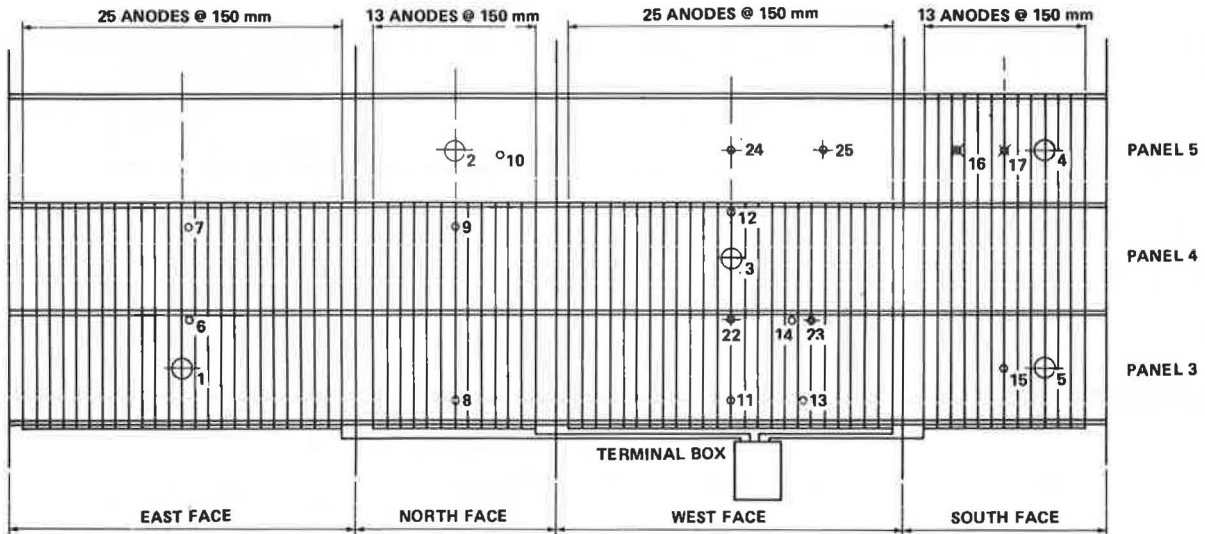 25 ANODES @ 150 mm
13 ANODES @ 150 mm
25 ANODES @ 150 mm
13 ANODES @ 150 mm
2
10
24
25
16
17
4
PANEL 5
7
9
12
3
PANEL 4
6
22
14
23
1
15
5
PANEL 3
8
11
13
TERMINAL BOX
EAST FACE
NORTH FACE
WEST FACE
SOUTH FACE